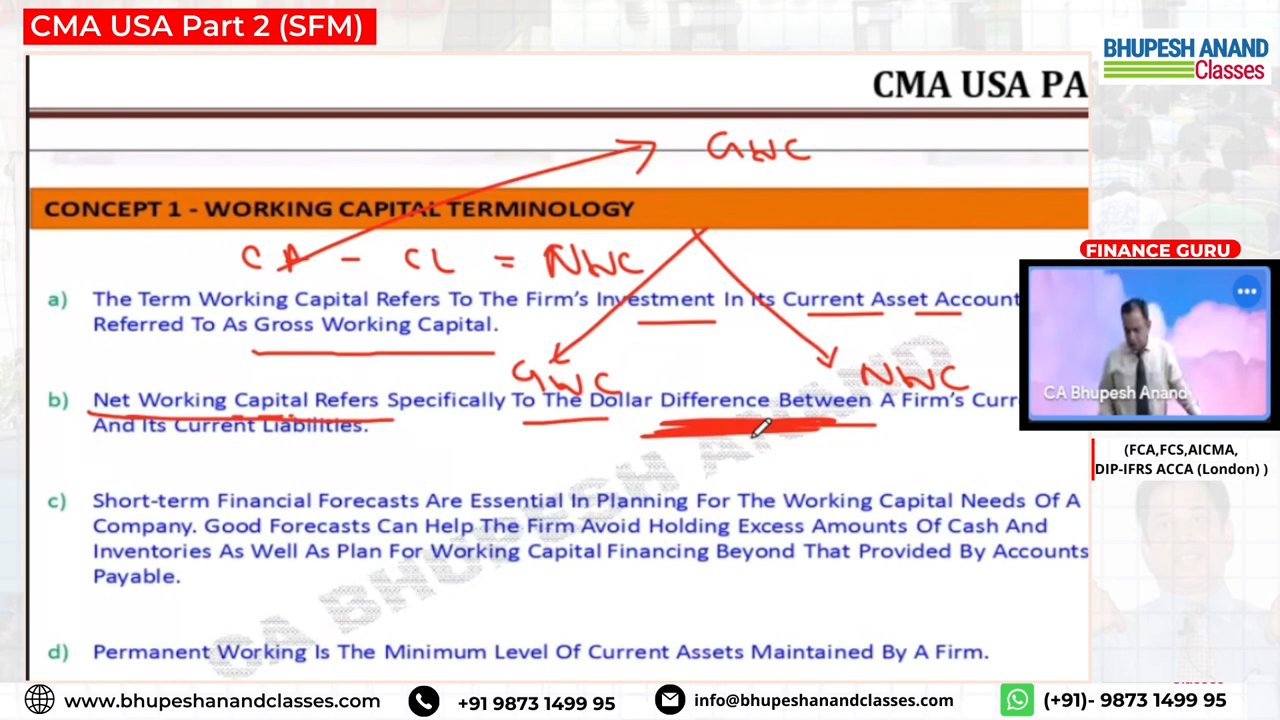 CMA USA Part 2 (SFM)
BHUPESH ANAND
Classes
CMA USA PA
GWC
CONCEPT 1 - WORKING CAPITAL TERMINOLOGY
CA - CL = NWC
FINANCE GURU
a) The Term Working Capital Refers To The Firm's Investment In Its Current Asset Account
Referred To As Gross Working Capital.
GWC NWC
CA Bhupesh Anand
b) Net Working Capital Refers Specifically To The Dollar Difference Between A Firm's Curre
And Its Current Liabilities.
(FCA,FCS,AICMA,
DIP-IFRS ACCA (London) )
c) Short-term Financial Forecasts Are Essential In Planning For The Working Capital Needs Of A
Company. Good Forecasts Can Help The Firm Avoid Holding Excess Amounts Of Cash And
Inventories As Well As Plan For Working Capital Financing Beyond That Provided By Accounts
Payable.
CA BHUPESH ANAND
d) Permanent Working Is The Minimum Level Of Current Assets Maintained By A Firm.
www.bhupeshanandclasses.com +91 9873 1499 95 info@bhupeshanandclasses.com (+91)- 9873 1499 95